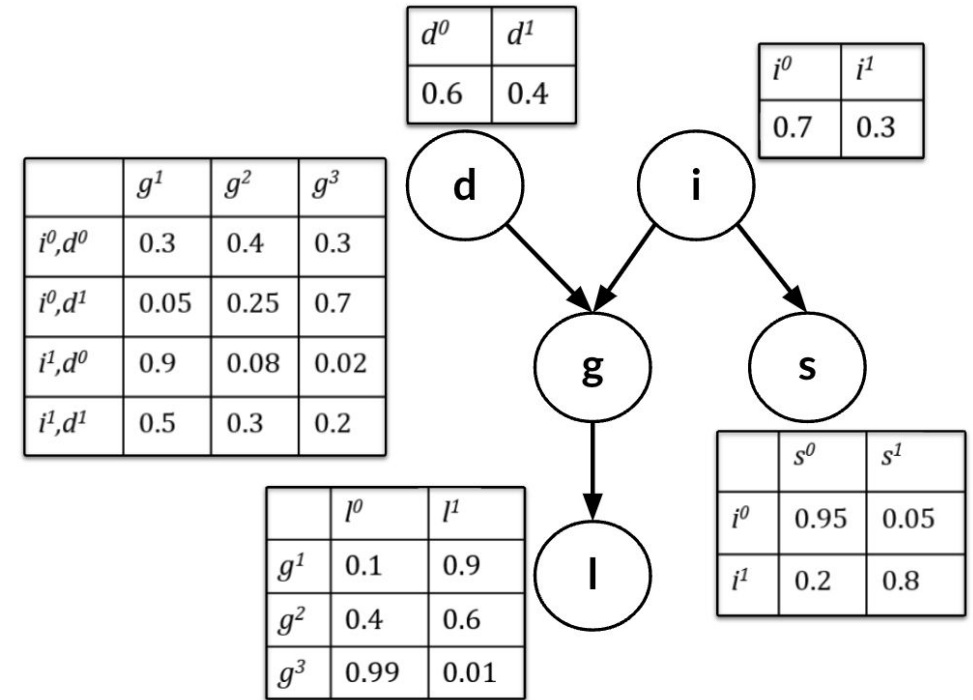 d⁰ d¹
0.6 0.4
i⁰ i¹
0.7 0.3
d
i
g¹ g² g³
i⁰,d⁰ 0.3 0.4 0.3
i⁰,d¹ 0.05 0.25 0.7
i¹,d⁰ 0.9 0.08 0.02
i¹,d¹ 0.5 0.3 0.2
g
s
s⁰ s¹
i⁰ 0.95 0.05
i¹ 0.2 0.8
l⁰ l¹
g¹ 0.1 0.9
g² 0.4 0.6
g³ 0.99 0.01
l